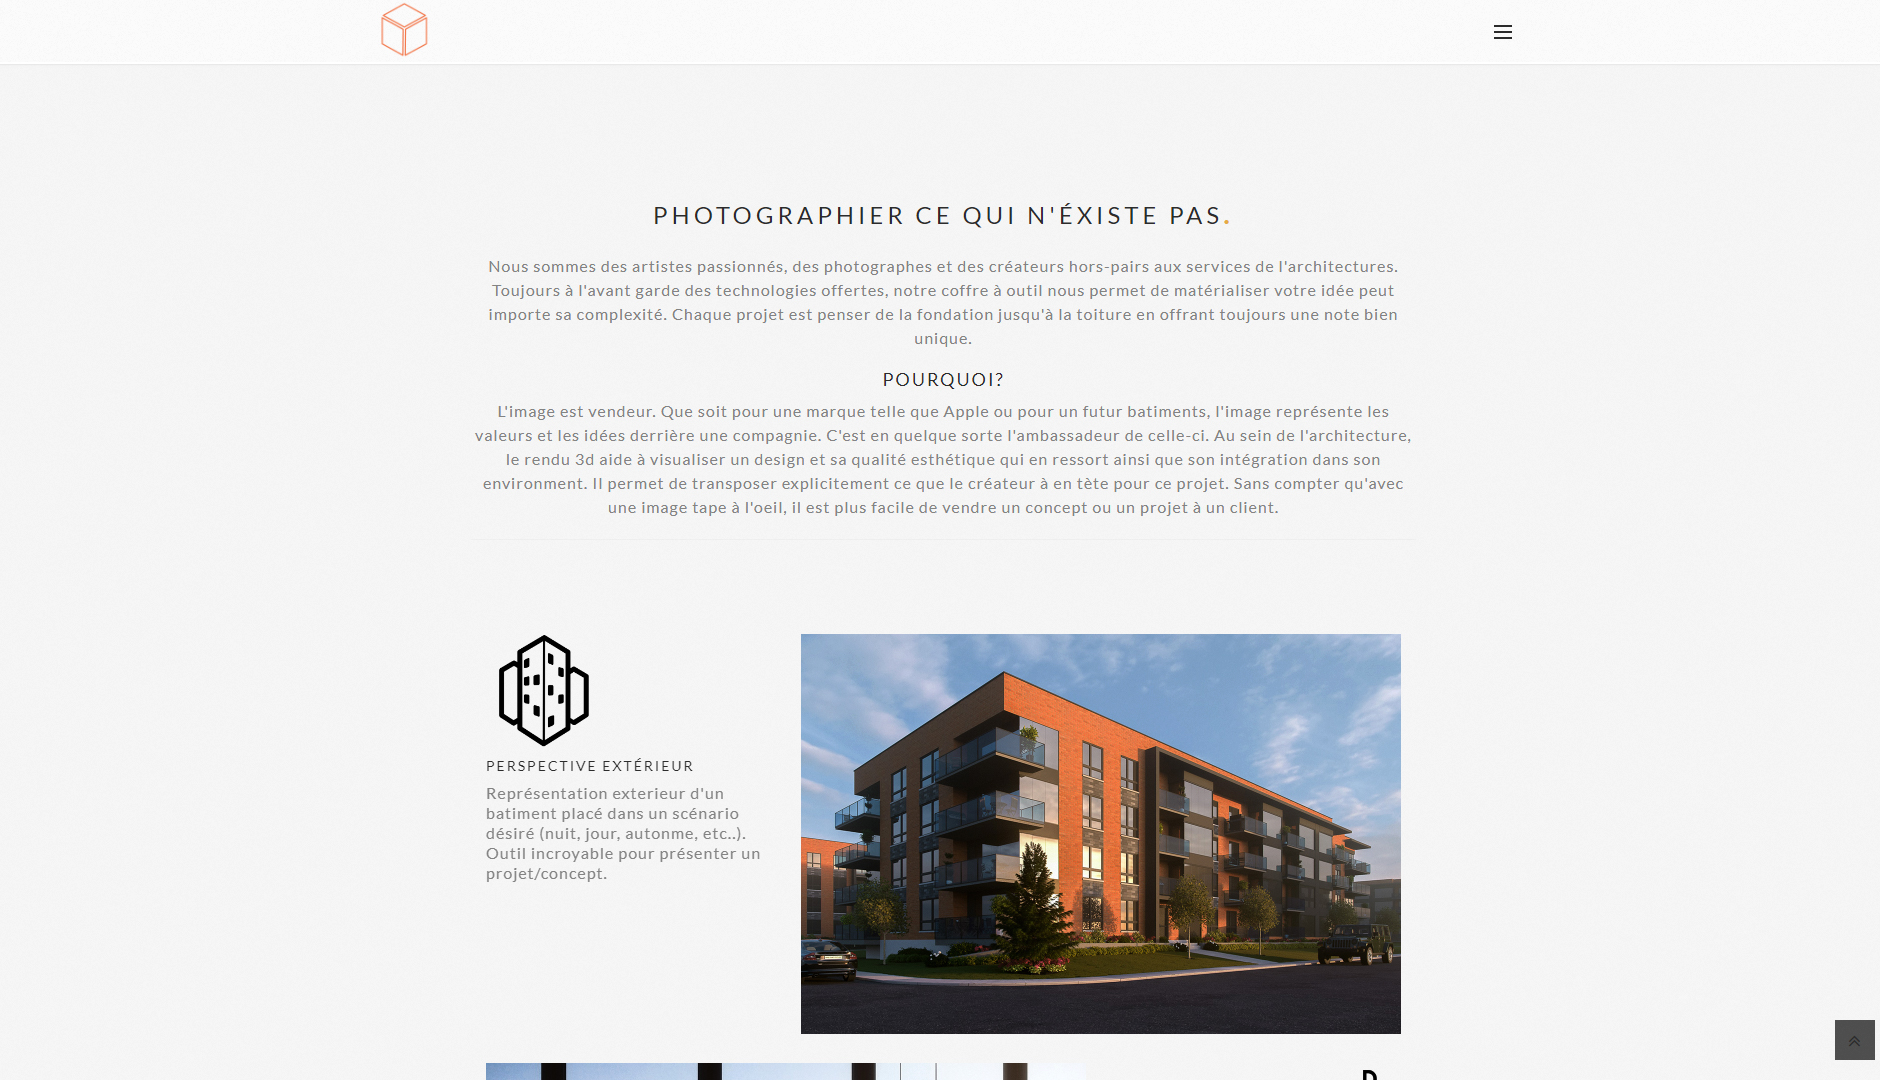 PHOTOGRAPHIER CE QUI N'ÉXISTE PAS.
Nous sommes des artistes passionnés, des photographes et des créateurs hors-pairs aux services de l'architectures.
Toujours à l'avant garde des technologies offertes, notre coffre à outil nous permet de matérialiser votre idée peut
importe sa complexité. Chaque projet est penser de la fondation jusqu'à la toiture en offrant toujours une note bien
unique.
POURQUOI?
L'image est vendeur. Que soit pour une marque telle que Apple ou pour un futur batiments, l'image représente les
valeurs et les idées derrière une compagnie. C'est en quelque sorte l'ambassadeur de celle-ci. Au sein de l'architecture,
le rendu 3d aide à visualiser un design et sa qualité esthétique qui en ressort ainsi que son intégration dans son
environment. Il permet de transposer explicitement ce que le créateur à en tète pour ce projet. Sans compter qu'avec
une image tape à l'oeil, il est plus facile de vendre un concept ou un projet à un client.
PERSPECTIVE EXTÉRIEUR
Représentation exterieur d'un
batiment placé dans un scénario
désiré (nuit, jour, autonme, etc..).
Outil incroyable pour présenter un
projet/concept.